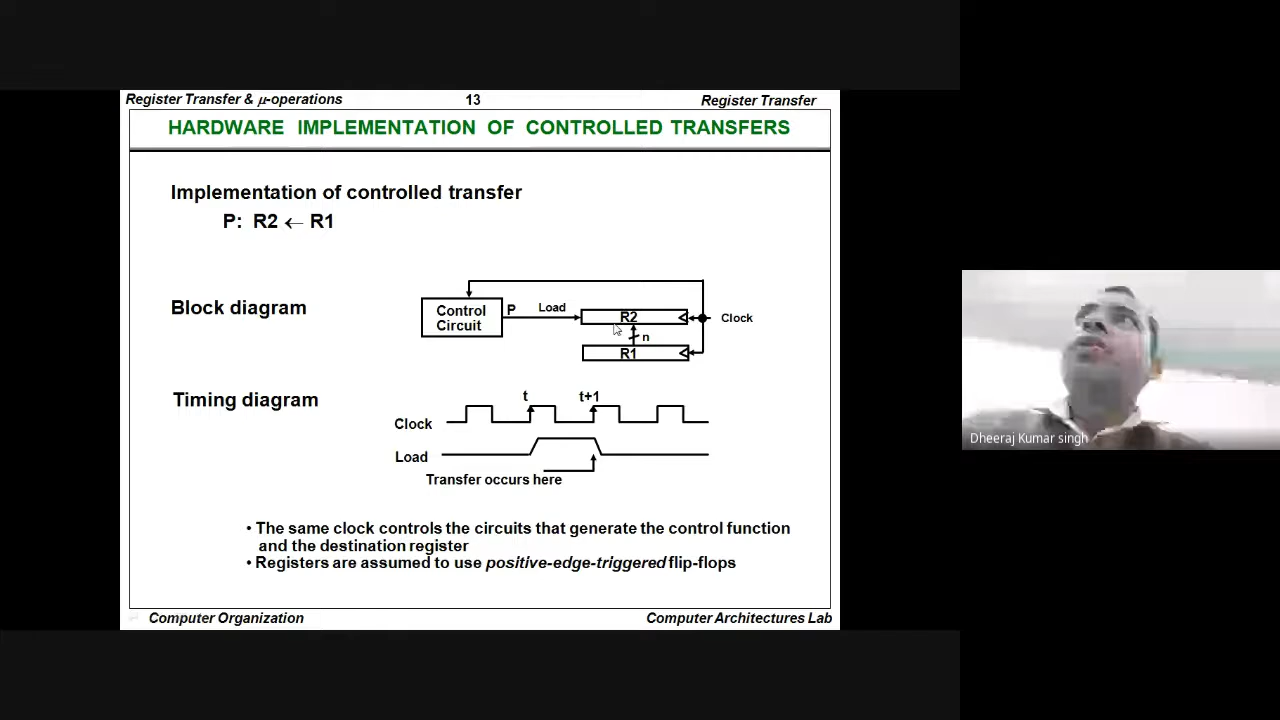 Register Transfer & μ-operations 13 Register Transfer
HARDWARE IMPLEMENTATION OF CONTROLLED TRANSFERS
Implementation of controlled transfer
P: R2 ← R1
Block diagram
Control
Circuit
P
Load
R2
Clock
n
R1
Timing diagram
t
t+1
Clock
Load
Transfer occurs here
• The same clock controls the circuits that generate the control function
and the destination register
• Registers are assumed to use positive-edge-triggered flip-flops
Computer Organization Computer Architectures Lab
Dheeraj Kumar singh